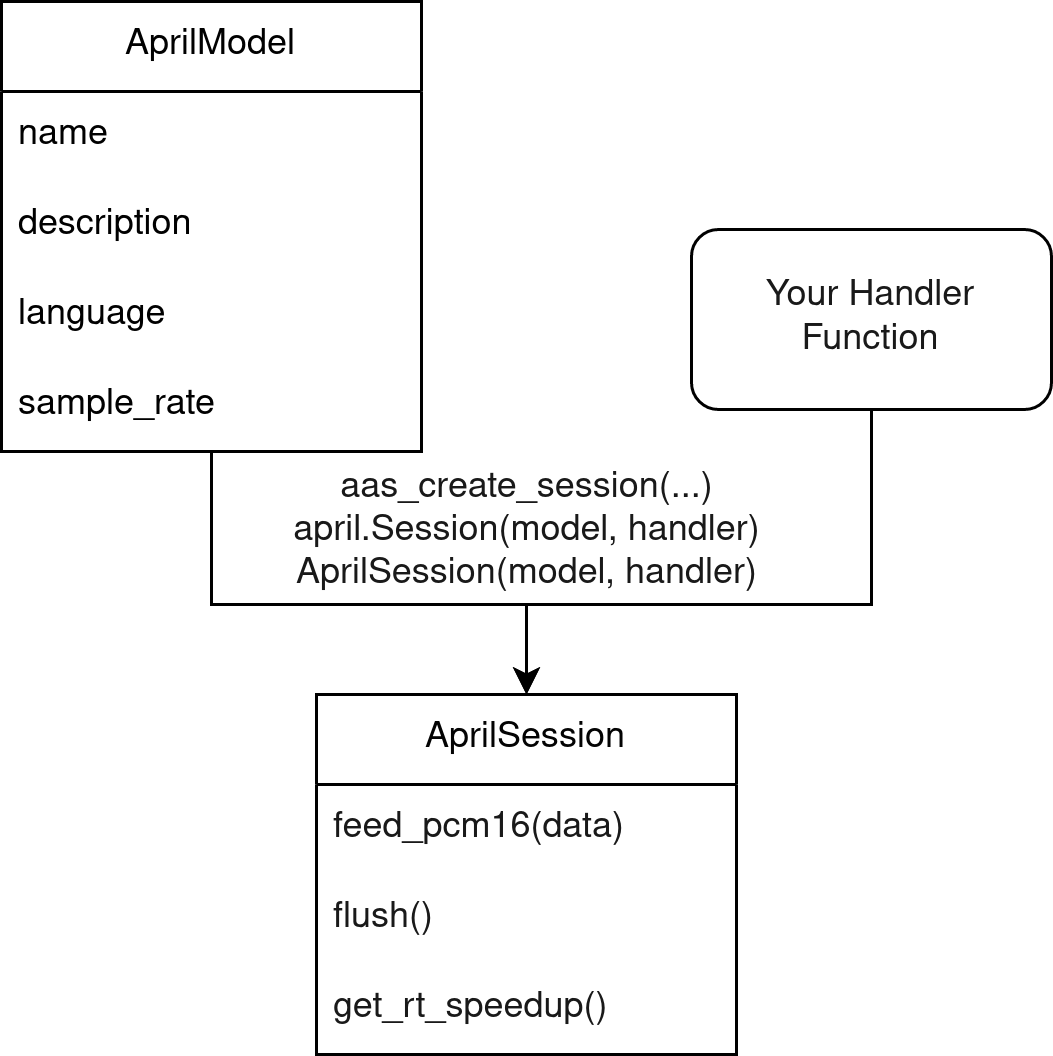 AprilModel
name
description
language
sample_rate
Your Handler
Function
aas_create_session(...)
april.Session(model, handler)
AprilSession(model, handler)
AprilSession
feed_pcm16(data)
flush()
get_rt_speedup()